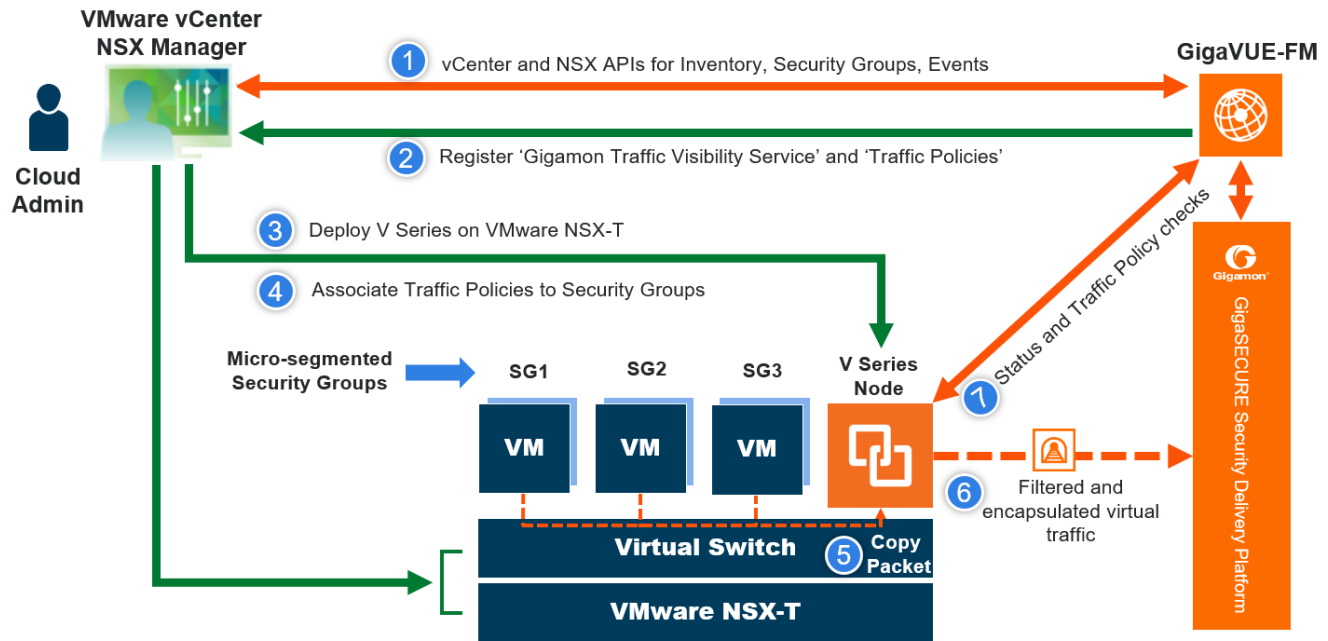 VMware vCenter
NSX Manager
GigaVUE-FM
1
vCenter and NSX APIs for Inventory, Security Groups, Events
2
Register ‘Gigamon Traffic Visibility Service’ and ‘Traffic Policies’
Cloud
Admin
3
Deploy V Series on VMware NSX-T
4
Associate Traffic Policies to Security Groups
7
Status and Traffic Policy checks
Gigamon®
GigaSECURE Security Delivery Platform
Micro-segmented
Security Groups
SG1
SG2
SG3
V Series
Node
VM
VM
VM
6
Filtered and
encapsulated virtual
traffic
Virtual Switch
5
Copy
Packet
VMware NSX-T